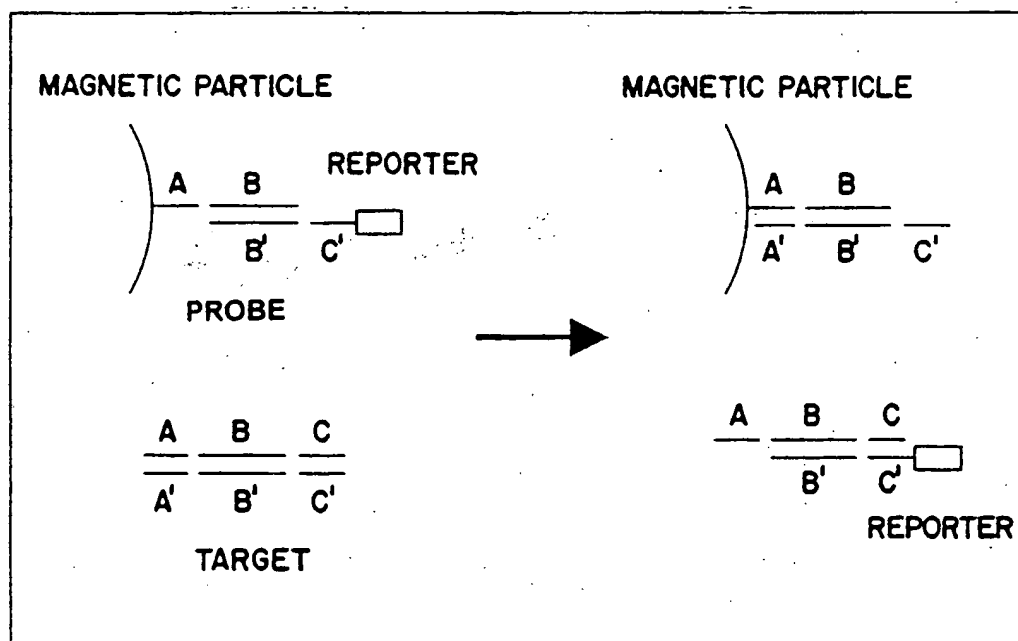 MAGNETIC PARTICLE
A B
REPORTER
B' C'
PROBE
A B C
A' B' C'
TARGET
MAGNETIC PARTICLE
A B
A' B' C'
A B C
B' C'
REPORTER